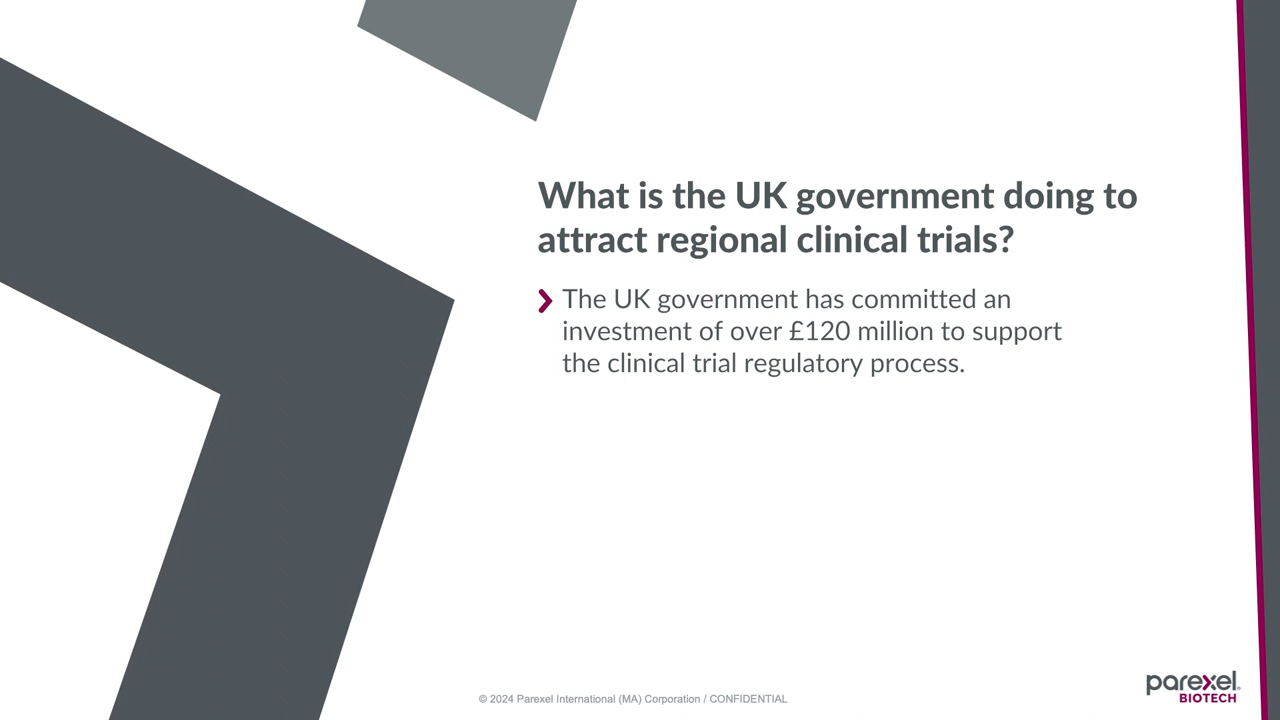 What is the UK government doing to
attract regional clinical trials?
The UK government has committed an
investment of over £120 million to support
the clinical trial regulatory process.
© 2024 Parexel International (MA) Corporation / CONFIDENTIAL
parexel®
BIOTECH